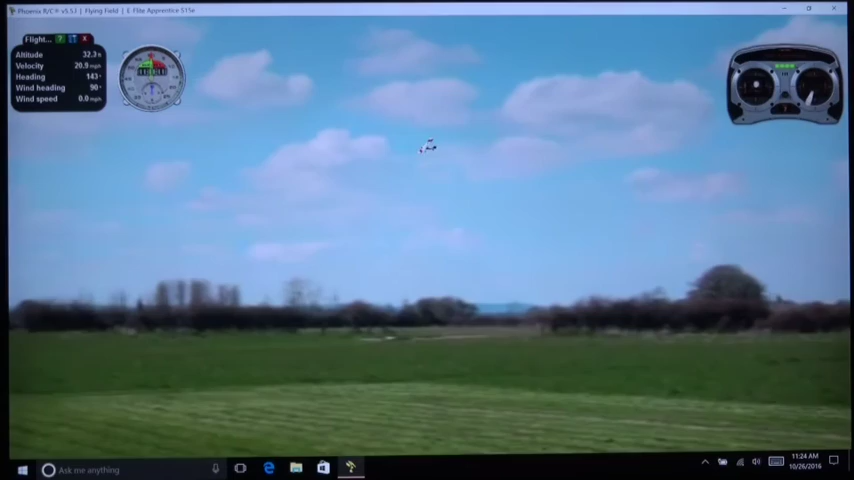 Phoenix R/C® v5.5.l | Flying Field | E-Flite Apprentice S15e
Flight...
Altitude 32.3 ft
Velocity 20.9 mph
Heading 143°
Wind heading 90°
Wind speed 0.0 mph
Ask me anything
11:24 AM
10/26/2016